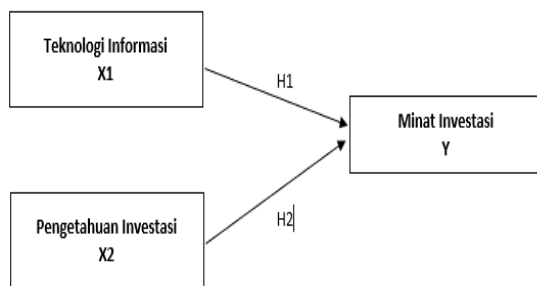 Teknologi Informasi
X1
H1
Minat Investasi
Y
Pengetahuan Investasi
X2
H2